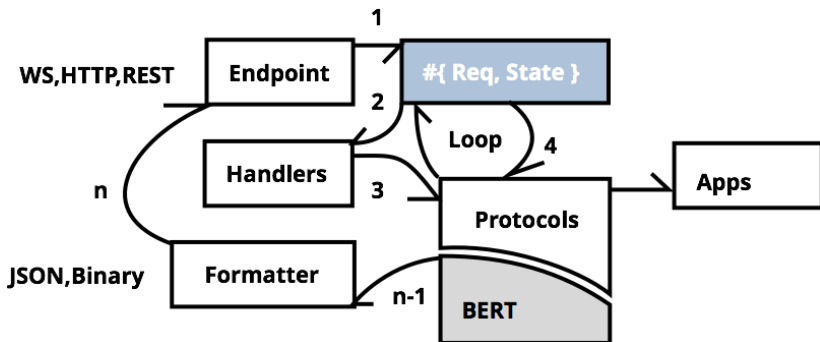 1
WS,HTTP,REST
Endpoint
#{ Req, State }
2
Loop
4
Handlers
3
Apps
n
Protocols
JSON,Binary
Formatter
n-1
BERT